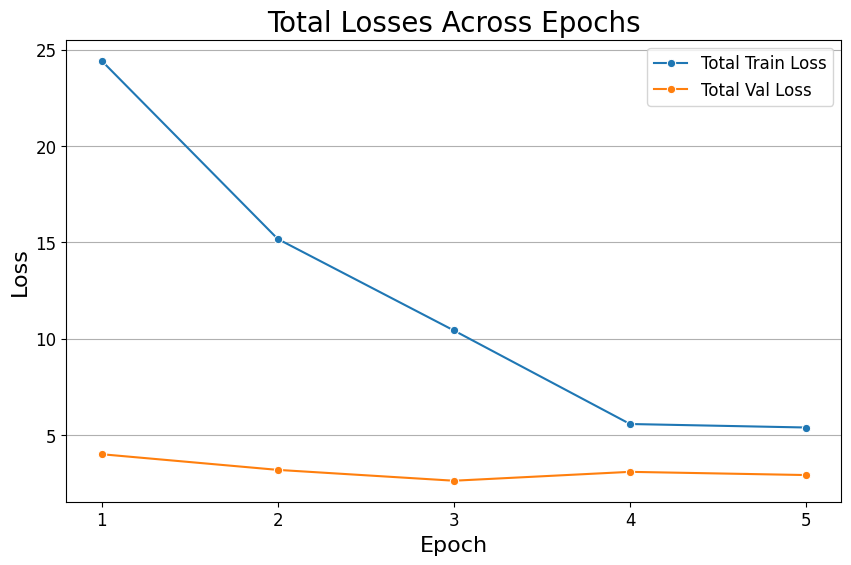 Total Losses Across Epochs
Total Train Loss
Total Val Loss
25
20
15
10
5
Loss
1 2 3 4 5
Epoch